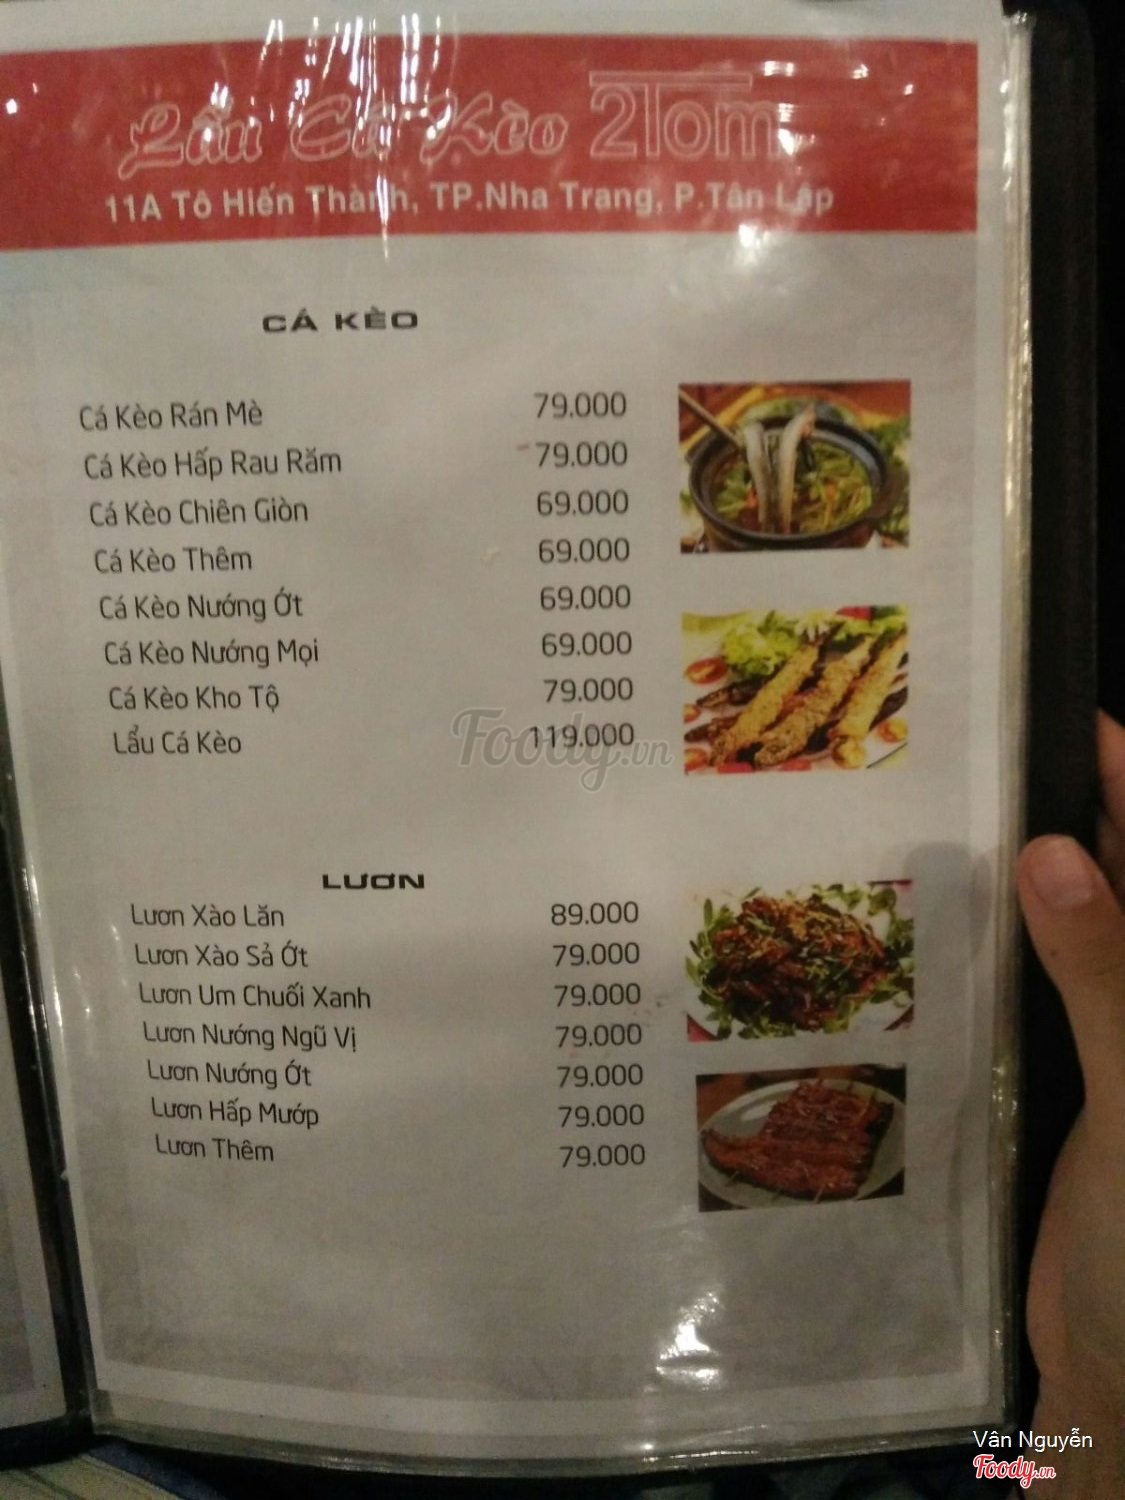 Lẩu Cá Kèo 2Tom
11A Tô Hiến Thành, TP.Nha Trang, P.Tân Lập
CÁ KÈO
Cá Kèo Rán Mè 79.000
Cá Kèo Hấp Rau Răm 79.000
Cá Kèo Chiên Giòn 69.000
Cá Kèo Thêm 69.000
Cá Kèo Nướng Ớt 69.000
Cá Kèo Nướng Mọi 69.000
Cá Kèo Kho Tộ 79.000
Lẩu Cá Kèo 119.000
Foody.vn
LƯƠN
Lươn Xào Lăn 89.000
Lươn Xào Sả Ớt 79.000
Lươn Um Chuối Xanh 79.000
Lươn Nướng Ngũ Vị 79.000
Lươn Nướng Ớt 79.000
Lươn Hấp Mướp 79.000
Lươn Thêm 79.000
Vân Nguyễn
Foody.vn